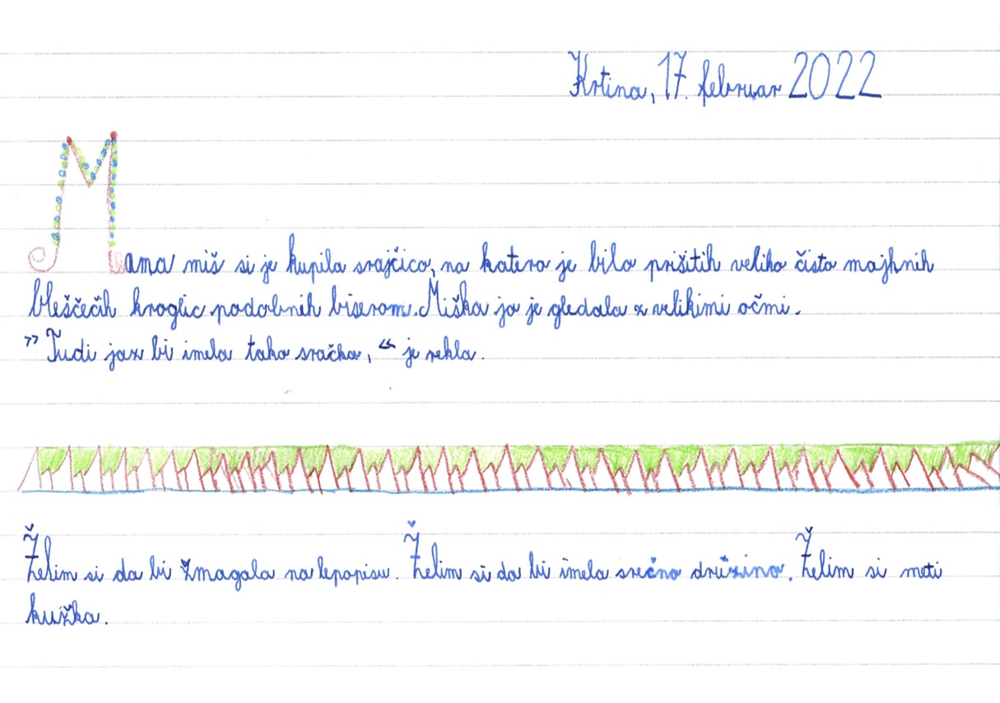 Krtina, 17. februar 2022
Mama miš si je kupila srajčico, na katero je bilo prišitih veliko čisto majhnih
bleščečih kroglic podobnih biserom. Miška jo je gledala z velikimi očmi.
»Tudi jaz bi imela tako sračko,« je rekla.
Želim si da bi žmagala na lepopisu. Želim si da bi imela srečno družino. Želim si meti
kužka.